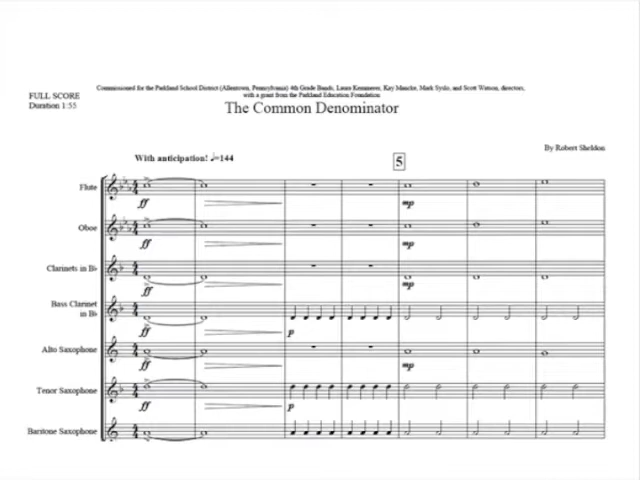 Commissioned for the Parkland School District (Allentown, Pennsylvania) 4th Grade Bands, Laura Kemmerer, Kay Manche, Mark Syslo, and Scott Watson, directors,
with a grant from the Parkland Education Foundation
FULL SCORE
Duration 1:55
The Common Denominator
By Robert Sheldon
With anticipation! ♩=144
5
Flute
ff
mp
Oboe
ff
mp
Clarinets in B♭
ff
mp
Bass Clarinet
in B♭
ff
p
Alto Saxophone
ff
mp
Tenor Saxophone
ff
p
Baritone Saxophone